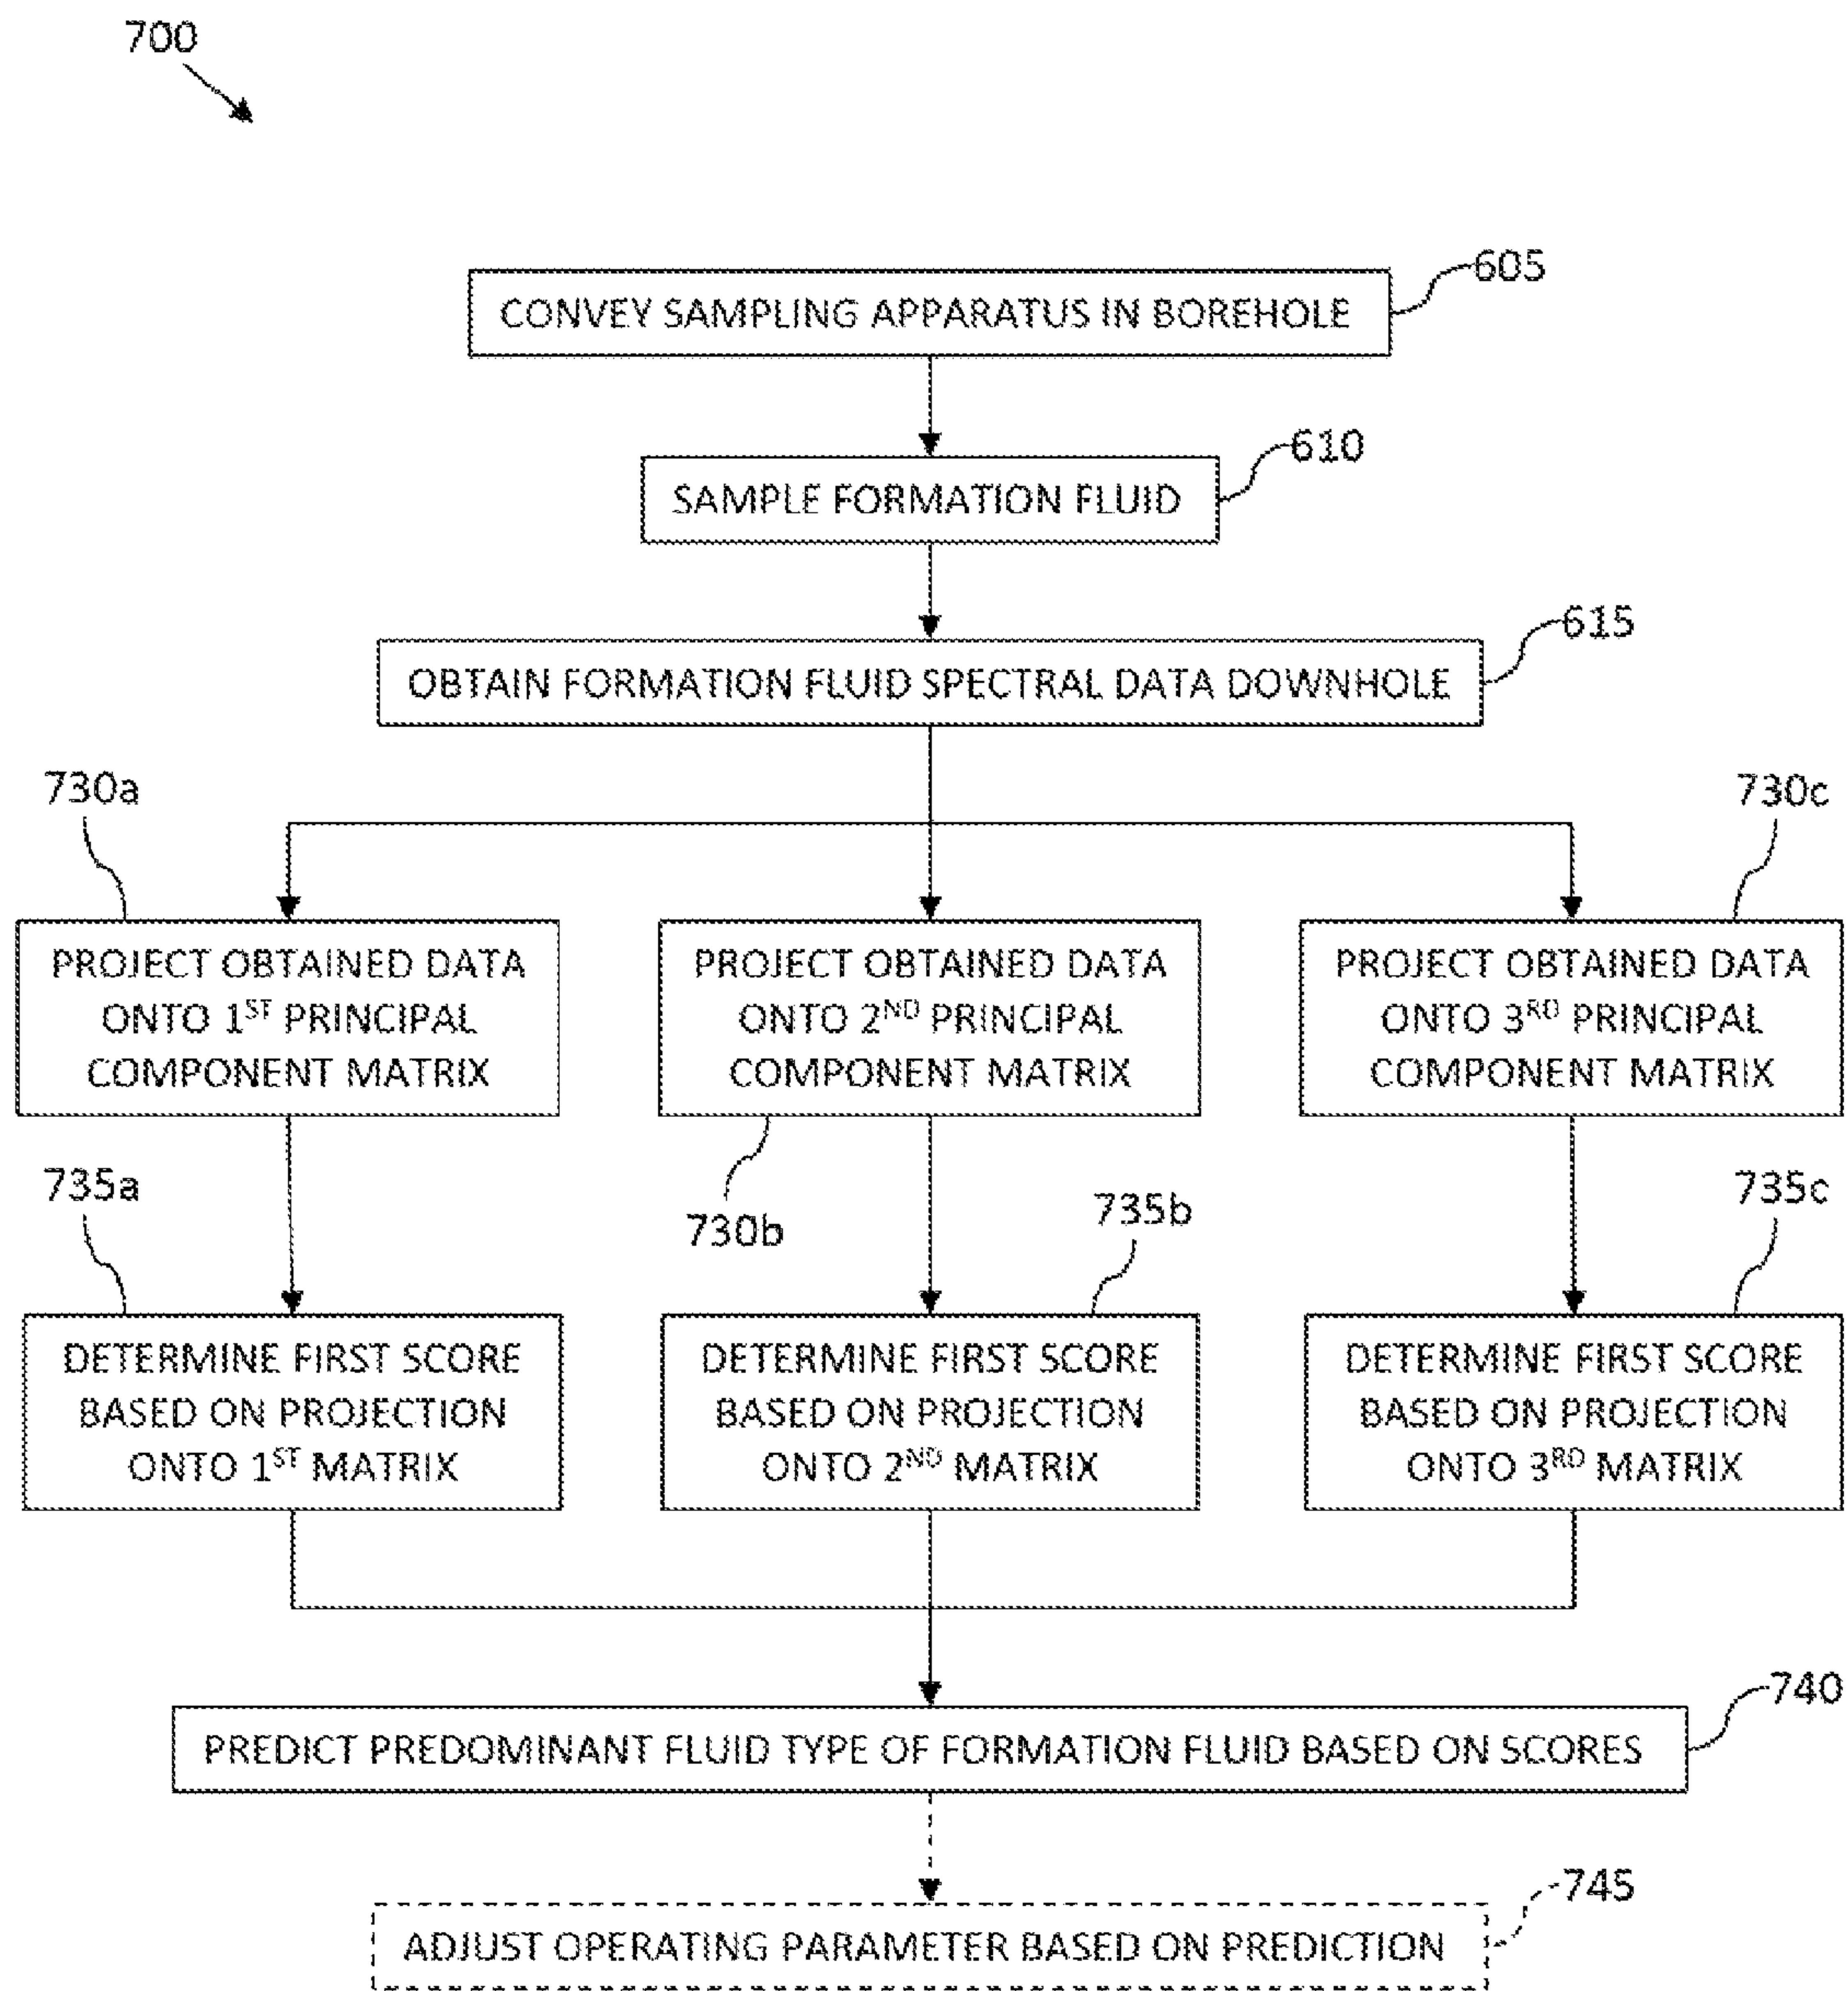 700
605
CONVEY SAMPLING APPARATUS IN BOREHOLE
610
SAMPLE FORMATION FLUID
615
OBTAIN FORMATION FLUID SPECTRAL DATA DOWNHOLE
730a
730c
PROJECT OBTAINED DATA
ONTO 1ST PRINCIPAL
COMPONENT MATRIX
PROJECT OBTAINED DATA
ONTO 2ND PRINCIPAL
COMPONENT MATRIX
PROJECT OBTAINED DATA
ONTO 3RD PRINCIPAL
COMPONENT MATRIX
735a
730b
735b
735c
DETERMINE FIRST SCORE
BASED ON PROJECTION
ONTO 1ST MATRIX
DETERMINE FIRST SCORE
BASED ON PROJECTION
ONTO 2ND MATRIX
DETERMINE FIRST SCORE
BASED ON PROJECTION
ONTO 3RD MATRIX
740
PREDICT PREDOMINANT FLUID TYPE OF FORMATION FLUID BASED ON SCORES
745
ADJUST OPERATING PARAMETER BASED ON PREDICTION